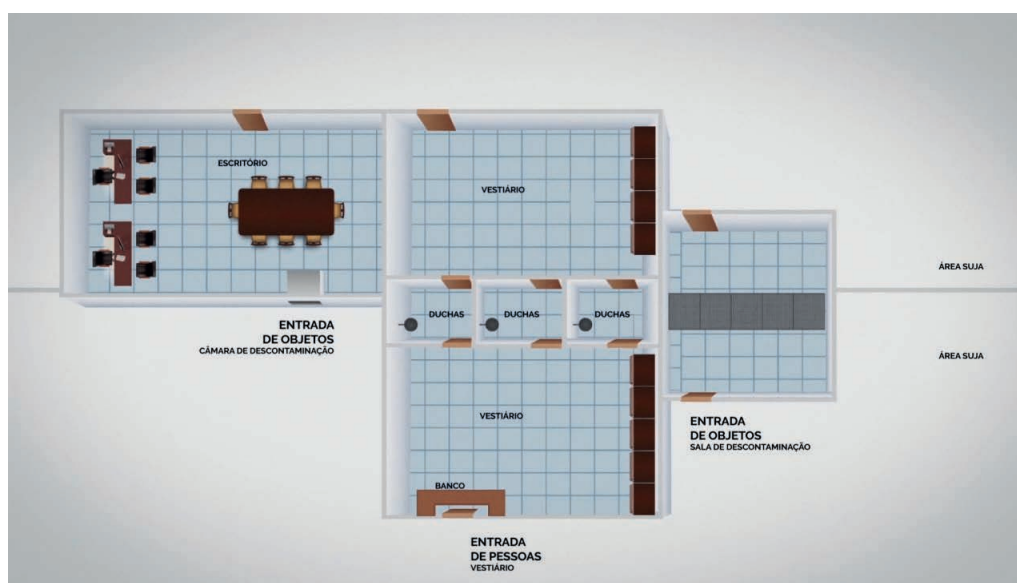 ESCRITÓRIO
VESTIÁRIO
ÁREA SUJA
DUCHAS
DUCHAS
DUCHAS
ENTRADA
DE OBJETOS
CÂMARA DE DESCONTAMINAÇÃO
ÁREA SUJA
VESTIÁRIO
ENTRADA
DE OBJETOS
SALA DE DESCONTAMINAÇÃO
BANCO
ENTRADA
DE PESSOAS
VESTIÁRIO